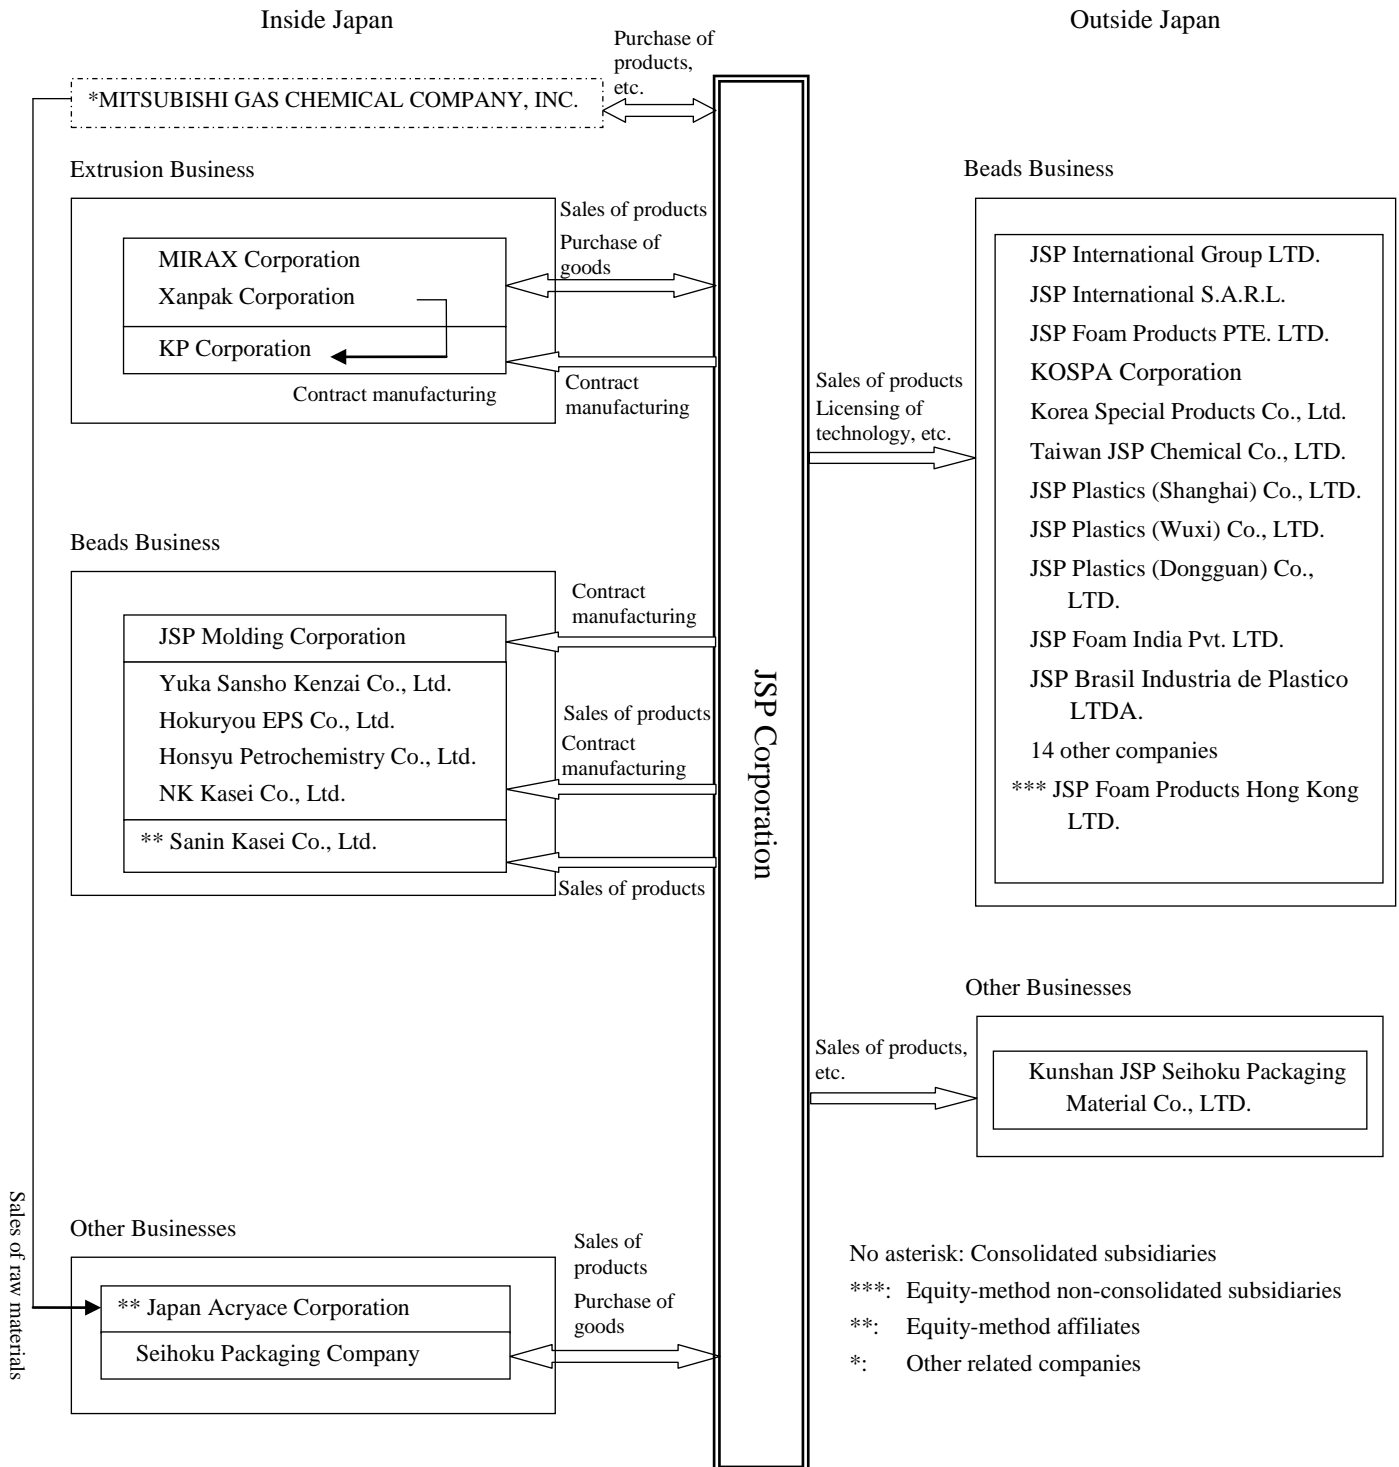 Inside Japan
Outside Japan
Purchase of
products,
etc.
*MITSUBISHI GAS CHEMICAL COMPANY, INC.
Extrusion Business
MIRAX Corporation
Xanpak Corporation
KP Corporation
Contract manufacturing
Sales of products
Purchase of
goods
Contract
manufacturing
Beads Business
JSP Molding Corporation
Yuka Sansho Kenzai Co., Ltd.
Hokuryou EPS Co., Ltd.
Honsyu Petrochemistry Co., Ltd.
NK Kasei Co., Ltd.
** Sanin Kasei Co., Ltd.
Contract
manufacturing
Sales of products
Contract
manufacturing
Sales of products
Other Businesses
** Japan Acryace Corporation
Seihoku Packaging Company
Sales of
products
Purchase of
goods
Sales of raw materials
JSP Corporation
Sales of products
Licensing of
technology, etc.
Beads Business
JSP International Group LTD.
JSP International S.A.R.L.
JSP Foam Products PTE. LTD.
KOSPA Corporation
Korea Special Products Co., Ltd.
Taiwan JSP Chemical Co., LTD.
JSP Plastics (Shanghai) Co., LTD.
JSP Plastics (Wuxi) Co., LTD.
JSP Plastics (Dongguan) Co.,
LTD.
JSP Foam India Pvt. LTD.
JSP Brasil Industria de Plastico
LTDA.
14 other companies
*** JSP Foam Products Hong Kong
LTD.
Other Businesses
Sales of products,
etc.
Kunshan JSP Seihoku Packaging
Material Co., LTD.
No asterisk: Consolidated subsidiaries
***: Equity-method non-consolidated subsidiaries
**: Equity-method affiliates
*: Other related companies